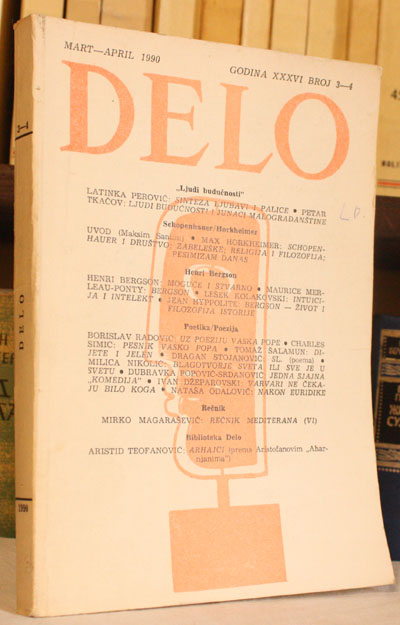 MART—APRIL 1990
GODINA XXXVI BROJ 3—4
DELO
„Ljudi budućnosti"
LATINKA PEROVIĆ: SINTEZA LJUBAVI I PALICE • PETAR
TKAČOV: LJUDI BUDUĆNOSTI I JUNACI MALOGRAĐANŠTINE
Schopenhauer/Horkheimer
UVOD (Maksim Santini) • MAX HORKHEIMER: SCHOPEN-
HAUER I DRUŠTVO; ZABELEŠKE; RELIGIJA I FILOZOFIJA;
PESIMIZAM DANAS
Henri Bergson
HENRI BERGSON: MOGUĆE I STVARNO • MAURICE MER-
LEAU-PONTY: BERGSON • LEŠEK KOLAKOVSKI: INTUICI-
JA I INTELEKT • JEAN HYPPOLITE: BERGSON — ŽIVOT I
FILOZOFIJA ISTORIJE
Poetika/Poezija
BORISLAV RADOVIĆ: UZ POEZIJU VASKA POPE • CHARLES
SIMIC: PESNIK VASKO POPA • TOMAŽ ŠALAMUN: DI-
JETE I JELEN • DRAGAN STOJANOVIĆ: SL. (poema) •
MILICA NIKOLIĆ: BLAGOTVORJE SVETA ILI SVE JE U
SVETU • DUBRAVKA POPOVIĆ-SRDANOVIĆ: JEDNA SJAJNA
„KOMEDIJA" • IVAN DŽEPAROVSKI: VARVARI NE ČEKA-
JU BILO KOGA • NATAŠA ODALOVIĆ: NAKON EURIDIKE
Rečnik
MIRKO MAGARAŠEVIĆ: REČNIK MEDITERANA (VI)
Biblioteka Delo
ARISTID TEOFANOVIĆ: ARHAJCI (prema Aristofanovim „Ahar-
njanima")
3—4
DELO
1990